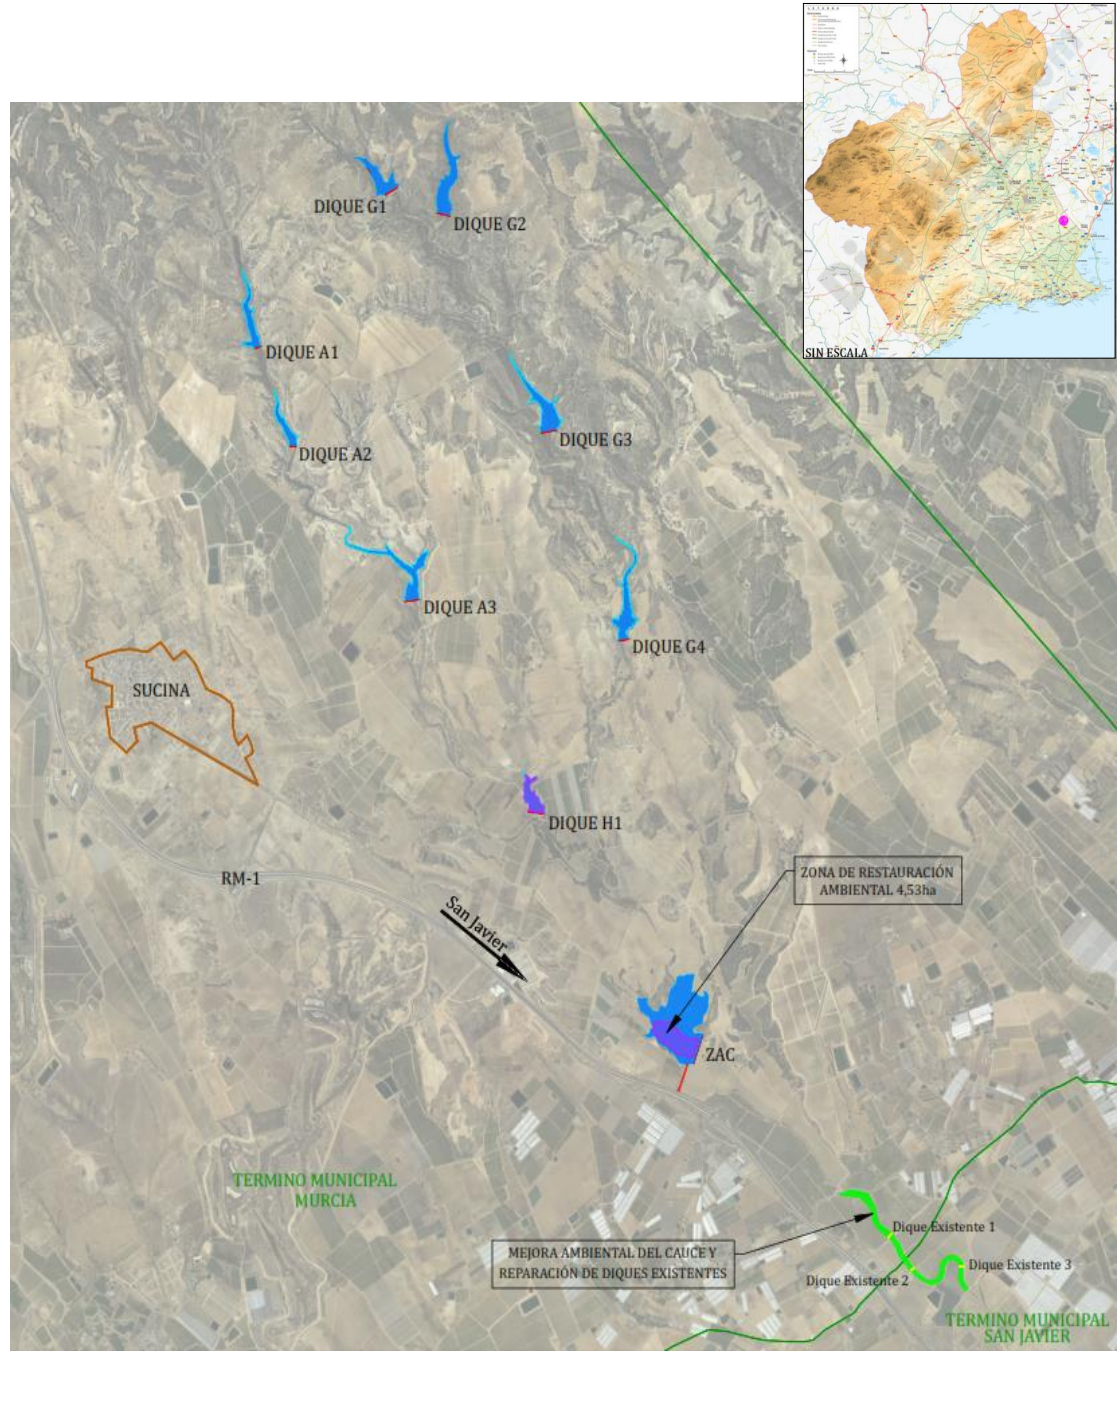 LEYENDA
SIN ESCALA
DIQUE G1
DIQUE G2
DIQUE A1
DIQUE G3
DIQUE A2
DIQUE A3
DIQUE G4
SUCINA
DIQUE H1
ZONA DE RESTAURACIÓN
AMBIENTAL 4,53ha
RM-1
San Javier
ZAC
TERMINO MUNICIPAL
MURCIA
Dique Existente 1
MEJORA AMBIENTAL DEL CAUCE Y
REPARACIÓN DE DIQUES EXISTENTES
Dique Existente 3
Dique Existente 2
TERMINO MUNICIPAL
SAN JAVIER